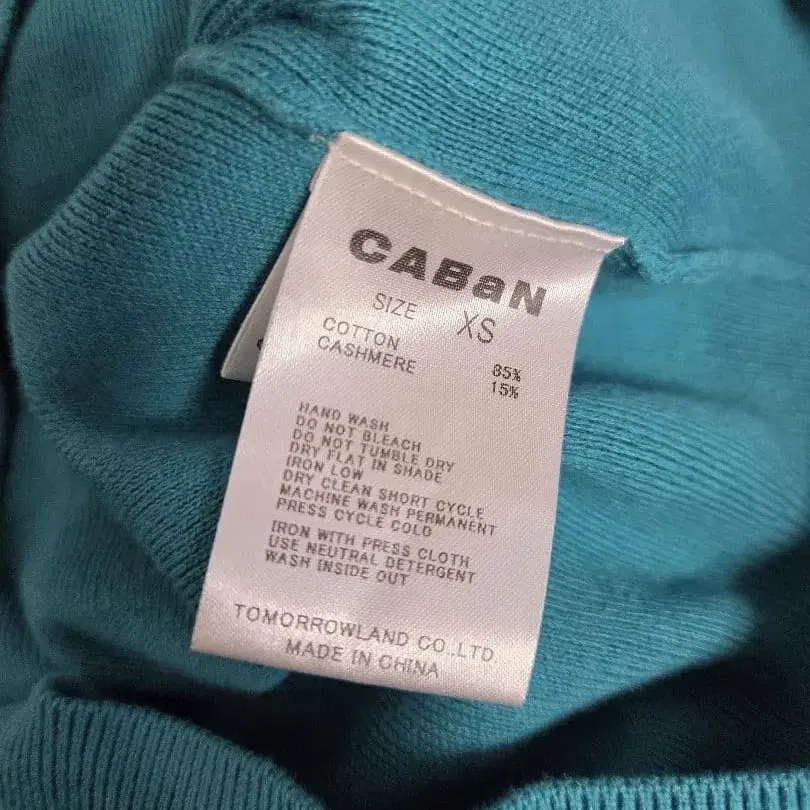 CABaN
SIZE XS
COTTON 85%
CASHMERE 15%
HAND WASH
DO NOT BLEACH
DO NOT TUMBLE DRY
DRY FLAT IN SHADE
IRON LOW
DRY CLEAN SHORT CYCLE
MACHINE WASH PERMANENT
PRESS CYCLE COLD
IRON WITH PRESS CLOTH
USE NEUTRAL DETERGENT
WASH INSIDE OUT
TOMORROWLAND CO.,LTD
MADE IN CHINA